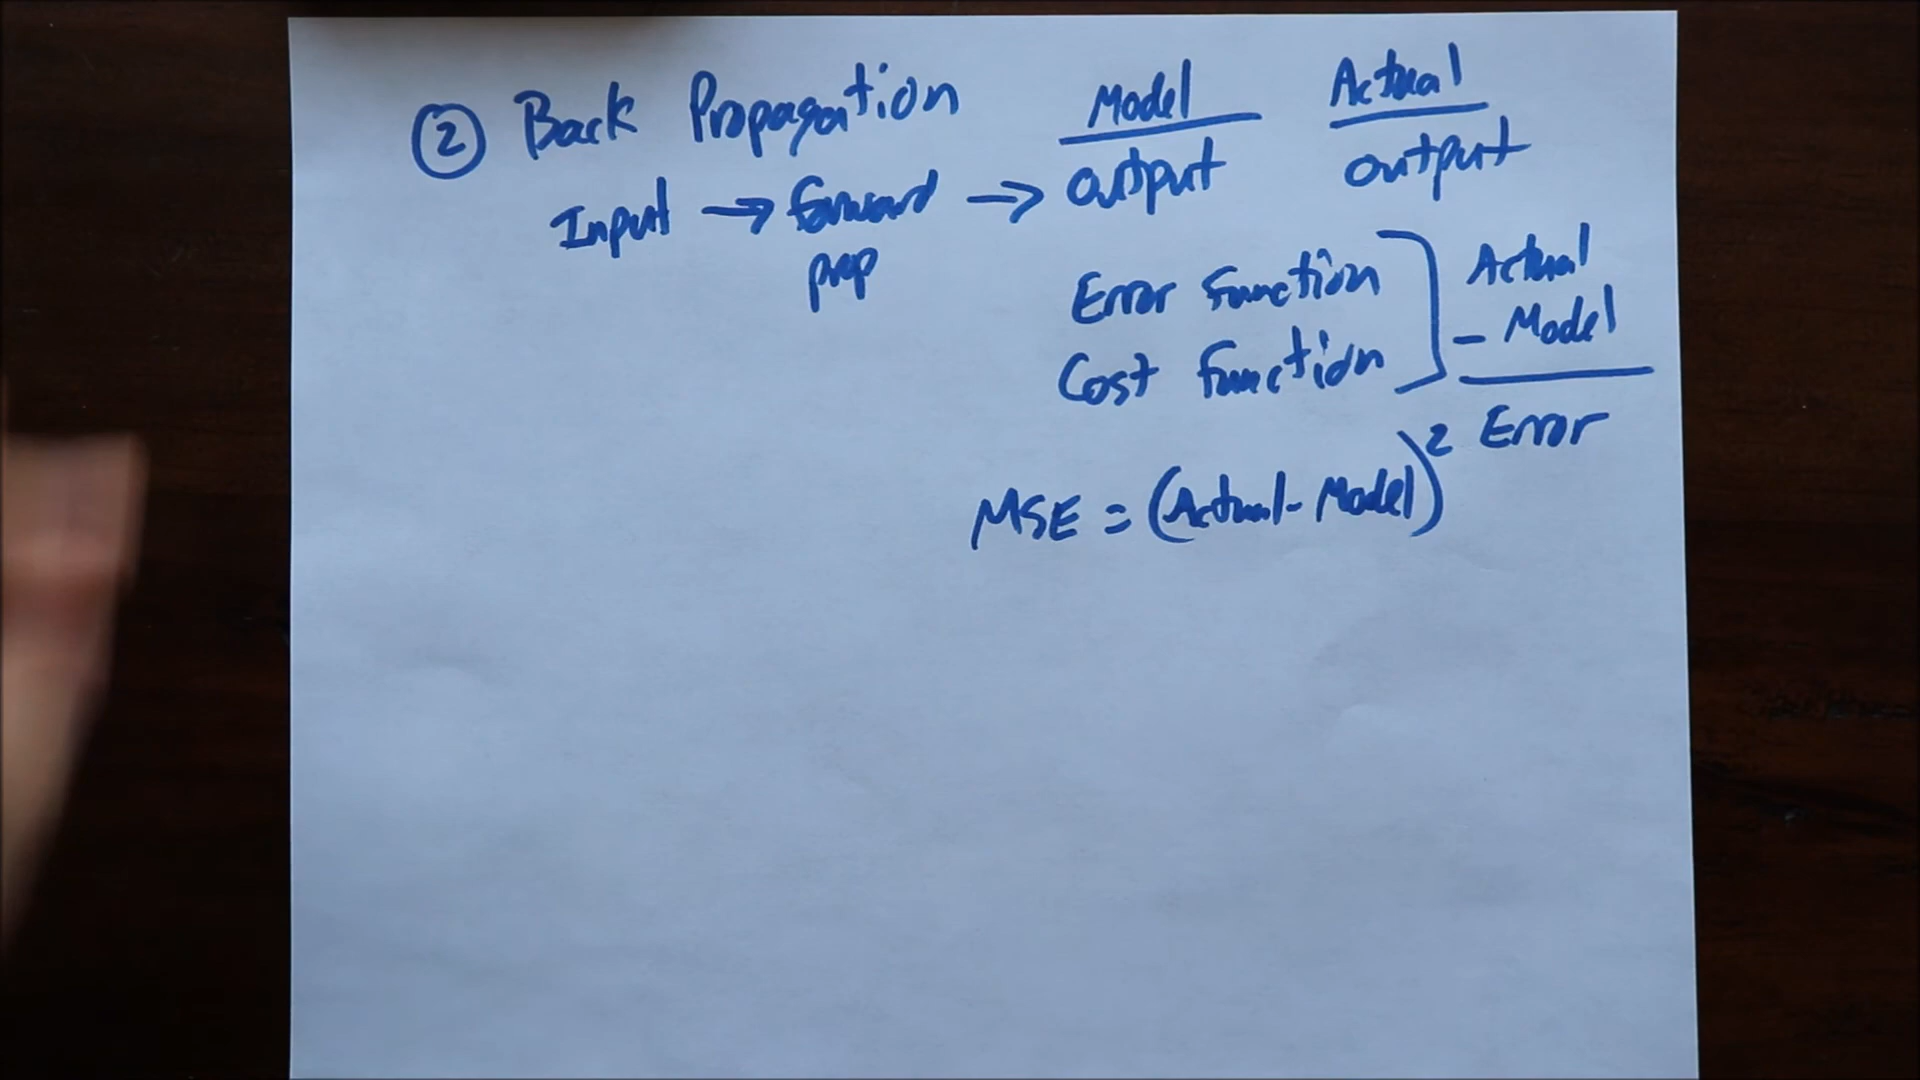 ② Back Propagation
Input → forward prop → Model output
Actual output
Error function
Cost function
Actual
- Model
Error
MSE = (Actual - Model)²